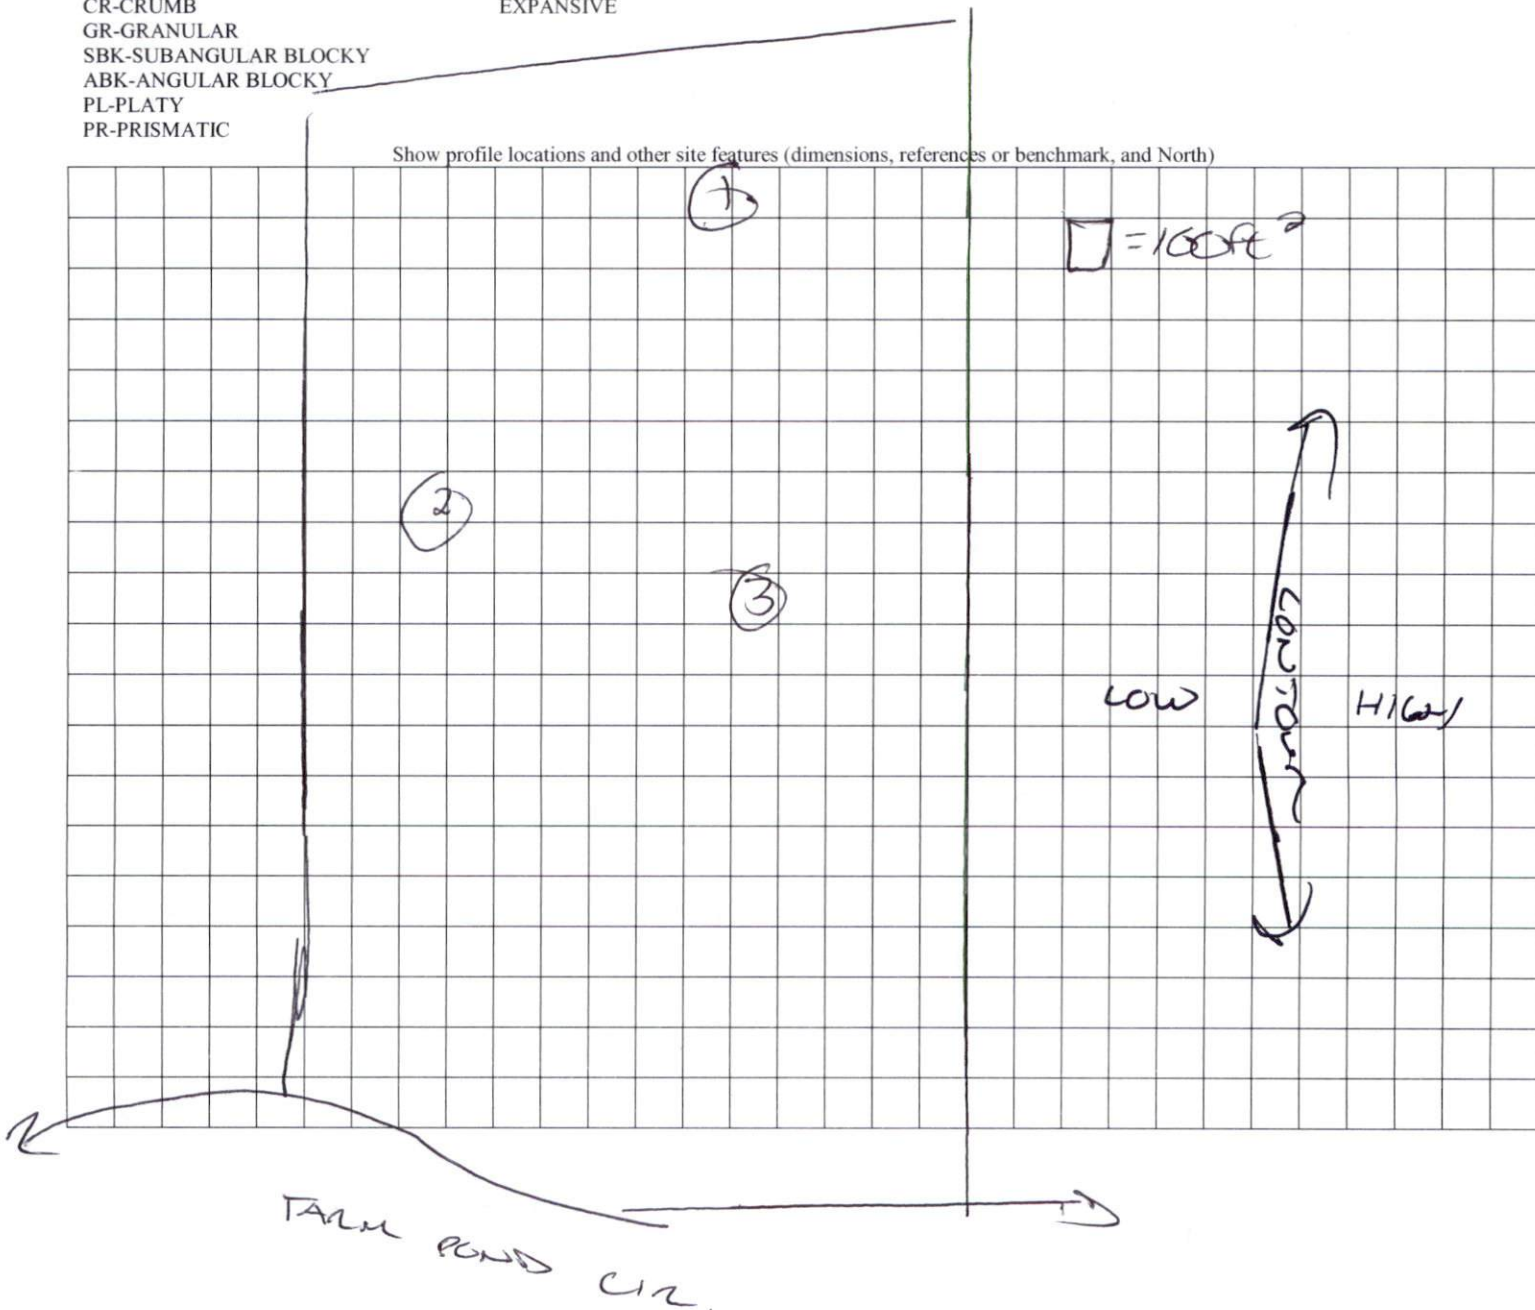 CR-CRUMB EXPANSIVE
GR-GRANULAR
SBK-SUBANGULAR BLOCKY
ABK-ANGULAR BLOCKY
PL-PLATY
PR-PRISMATIC
Show profile locations and other site features (dimensions, references or benchmark, and North)
1
= 100ft²
2
3
CONTOUR
LOW HIGH
FARM POND CIR.